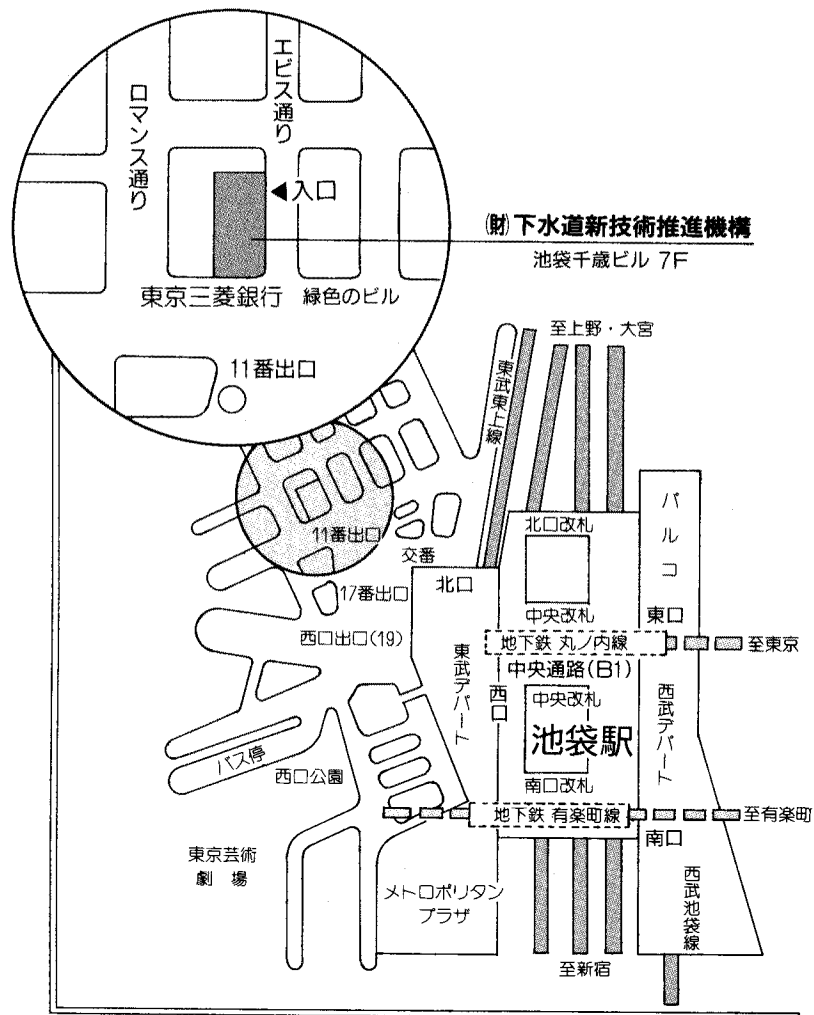 エビス通り
ロマンス通り
入口
(財)下水道新技術推進機構
池袋千歳ビル 7F
東京三菱銀行
緑色のビル
11番出口
至上野・大宮
東武東上線
パルコ
北口改札
11番出口
交番
北口
17番出口
中央改札
東口
西口出口(19)
地下鉄 丸ノ内線
至東京
東武デパート
中央通路(B1)
西口
中央改札
西武デパート
池袋駅
バス停
西口公園
南口改札
地下鉄 有楽町線
至有楽町
南口
東京芸術
劇 場
メトロポリタン
プラザ
西武池袋線
至新宿